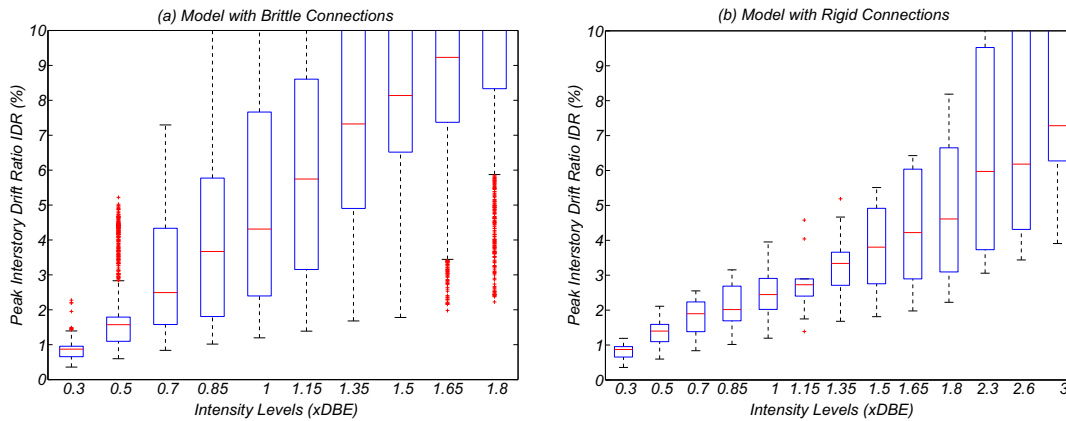 (a) Model with Brittle Connections
Peak Interstory Drift Ratio IDR (%)
10
9
8
7
6
5
4
3
2
1
0
0.3 0.5 0.7 0.85 1 1.15 1.35 1.5 1.65 1.8
Intensity Levels (xDBE)
(b) Model with Rigid Connections
Peak Interstory Drift Ratio IDR (%)
10
9
8
7
6
5
4
3
2
1
0
0.3 0.5 0.7 0.85 1 1.15 1.35 1.5 1.65 1.8 2.3 2.6 3
Intensity Levels (xDBE)